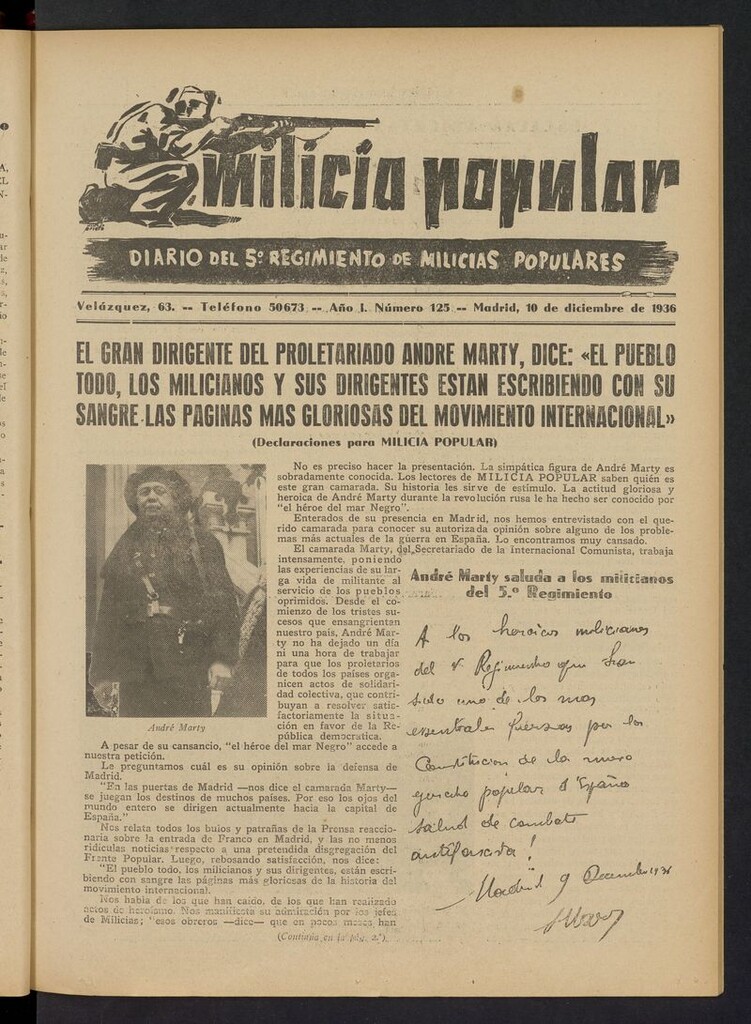 milicia popular
DIARIO DEL 5º REGIMIENTO DE MILICIAS POPULARES
Velázquez, 63. -- Teléfono 50673 -- Año I. Número 125 -- Madrid, 10 de diciembre de 1936
EL GRAN DIRIGENTE DEL PROLETARIADO ANDRE MARTY, DICE: «EL PUEBLO
TODO, LOS MILICIANOS Y SUS DIRIGENTES ESTAN ESCRIBIENDO CON SU
SANGRE LAS PAGINAS MAS GLORIOSAS DEL MOVIMIENTO INTERNACIONAL»
(Declaraciones para MILICIA POPULAR)
No es preciso hacer la presentación. La simpática figura de André Marty es
sobradamente conocida. Los lectores de MILICIA POPULAR saben quién es
este gran camarada. Su historia les sirve de estímulo. La actitud gloriosa y
heroica de André Marty durante la revolución rusa le ha hecho ser conocido por
"el héroe del mar Negro".
Enterados de su presencia en Madrid, nos hemos entrevistado con el que-
rido camarada para conocer su autorizada opinión sobre alguno de los proble-
mas más actuales de la guerra en España. Lo encontramos muy cansado.
El camarada Marty, del Secretariado de la Internacional Comunista, trabaja
intensamente, poniendo
las experiencias de su lar-
ga vida de militante al
servicio de los pueblos
oprimidos. Desde el co-
mienzo de los tristes su-
cesos que ensangrientan
nuestro país, André Mar-
ty no ha dejado un día
ni una hora de trabajar
para que los proletarios
de todos los países orga-
nicen actos de solidari-
dad colectiva, que contri-
buyan a resolver satis-
factoriamente la situa-
ción en favor de la Re-
pública democratica.
André Marty
A pesar de su cansancio, "el héroe del mar Negro" accede a
nuestra petición.
Le preguntamos cuál es su opinión sobre la defensa de
Madrid.
"En las puertas de Madrid —nos dice el camarada Marty—
se juegan los destinos de muchos países. Por eso los ojos del
mundo entero se dirigen actualmente hacia la capital de
España."
Nos relata todos los bulos y patrañas de la Prensa reaccio-
naria sobre la entrada de Franco en Madrid, y las no menos
ridículas noticias respecto a una pretendida disgregación del
Frente Popular. Luego, rebosando satisfacción, nos dice:
"El pueblo todo, los milicianos y sus dirigentes, están escri-
biendo con sangre las páginas más gloriosas de la historia del
movimiento internacional.
Nos habla de los que han caído, de los que han realizado
actos de heroísmo. Nos manifiesta su admiración por los jefes
de Milicias; "esos obreros —dice— que en pocos meses han
(Continúa en la pág. 2.ª)
André Marty saluda a los milicianos
del 5.º Regimiento
A los heroicos milicianos
del Vº Regimiento que han
sido una de las mas
esentiales fuerzas por la
Constitucion de la nuevo
ejercito popular d'España
Salud de combate
antifascista!
Madrid 9 Decembre 1936
AMarty